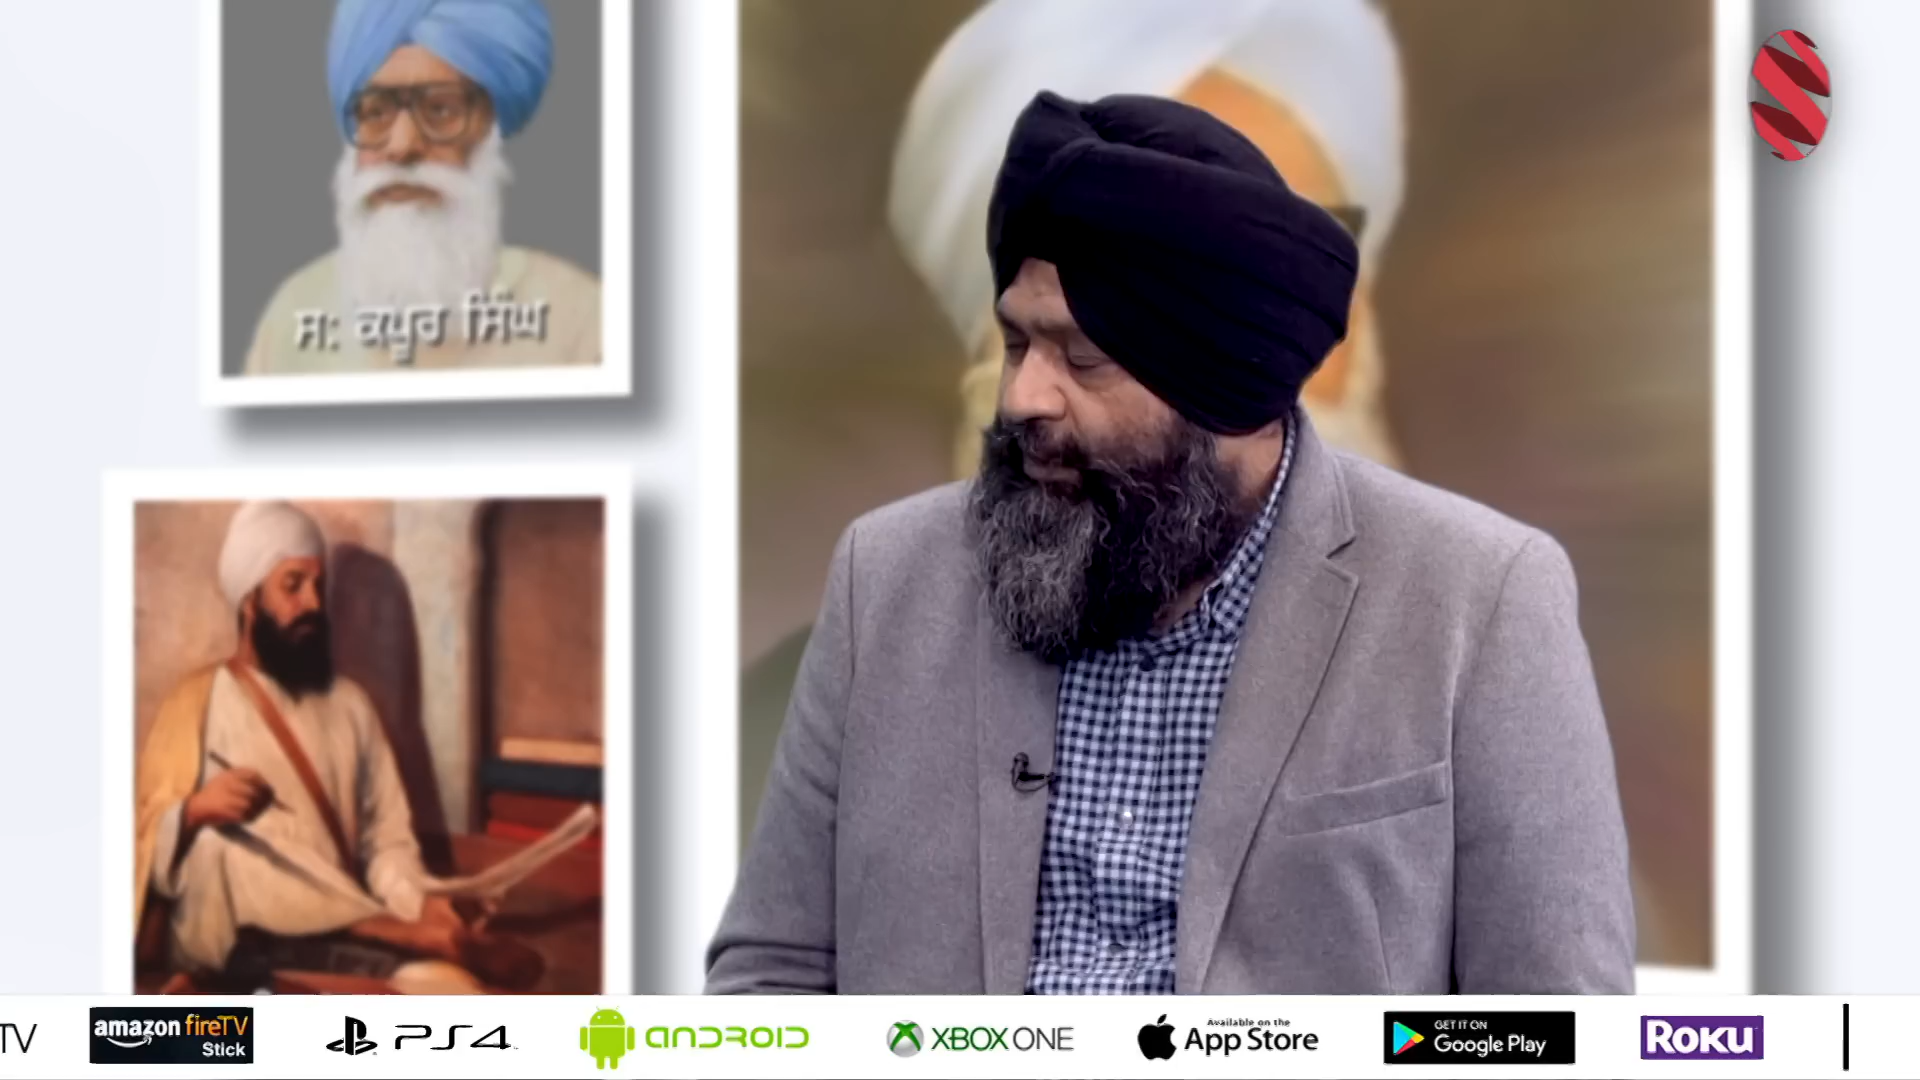 ਸ: ਕਪੂਰ ਸਿੰਘ
TV
amazon fireTV
Stick
PS4
ANDROID
XBOX ONE
Available on the
App Store
GET IT ON
Google Play
ROKU